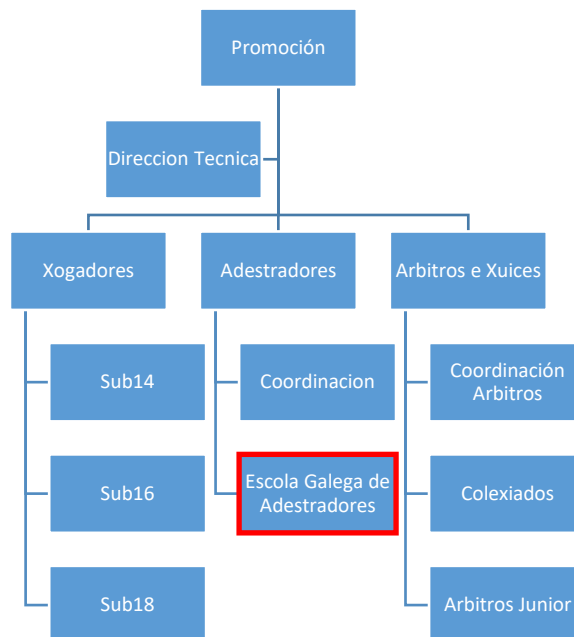 Promoción
Direccion Tecnica
Xogadores
Adestradores
Arbitros e Xuices
Sub14
Coordinacion
Coordinación
Arbitros
Sub16
Escola Galega de
Adestradores
Colexiados
Sub18
Arbitros Junior